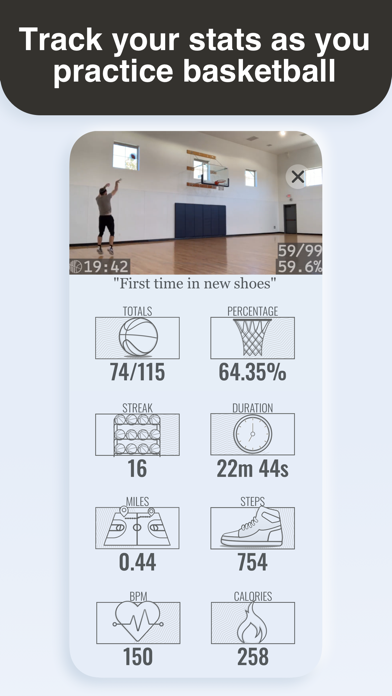 Track your stats as you
practice basketball
59/99
19:42
59.6%
"First time in new shoes"
TOTALS
PERCENTAGE
74/115
64.35%
STREAK
DURATION
16
22m 44s
MILES
STEPS
0.44
754
BPM
CALORIES
150
258